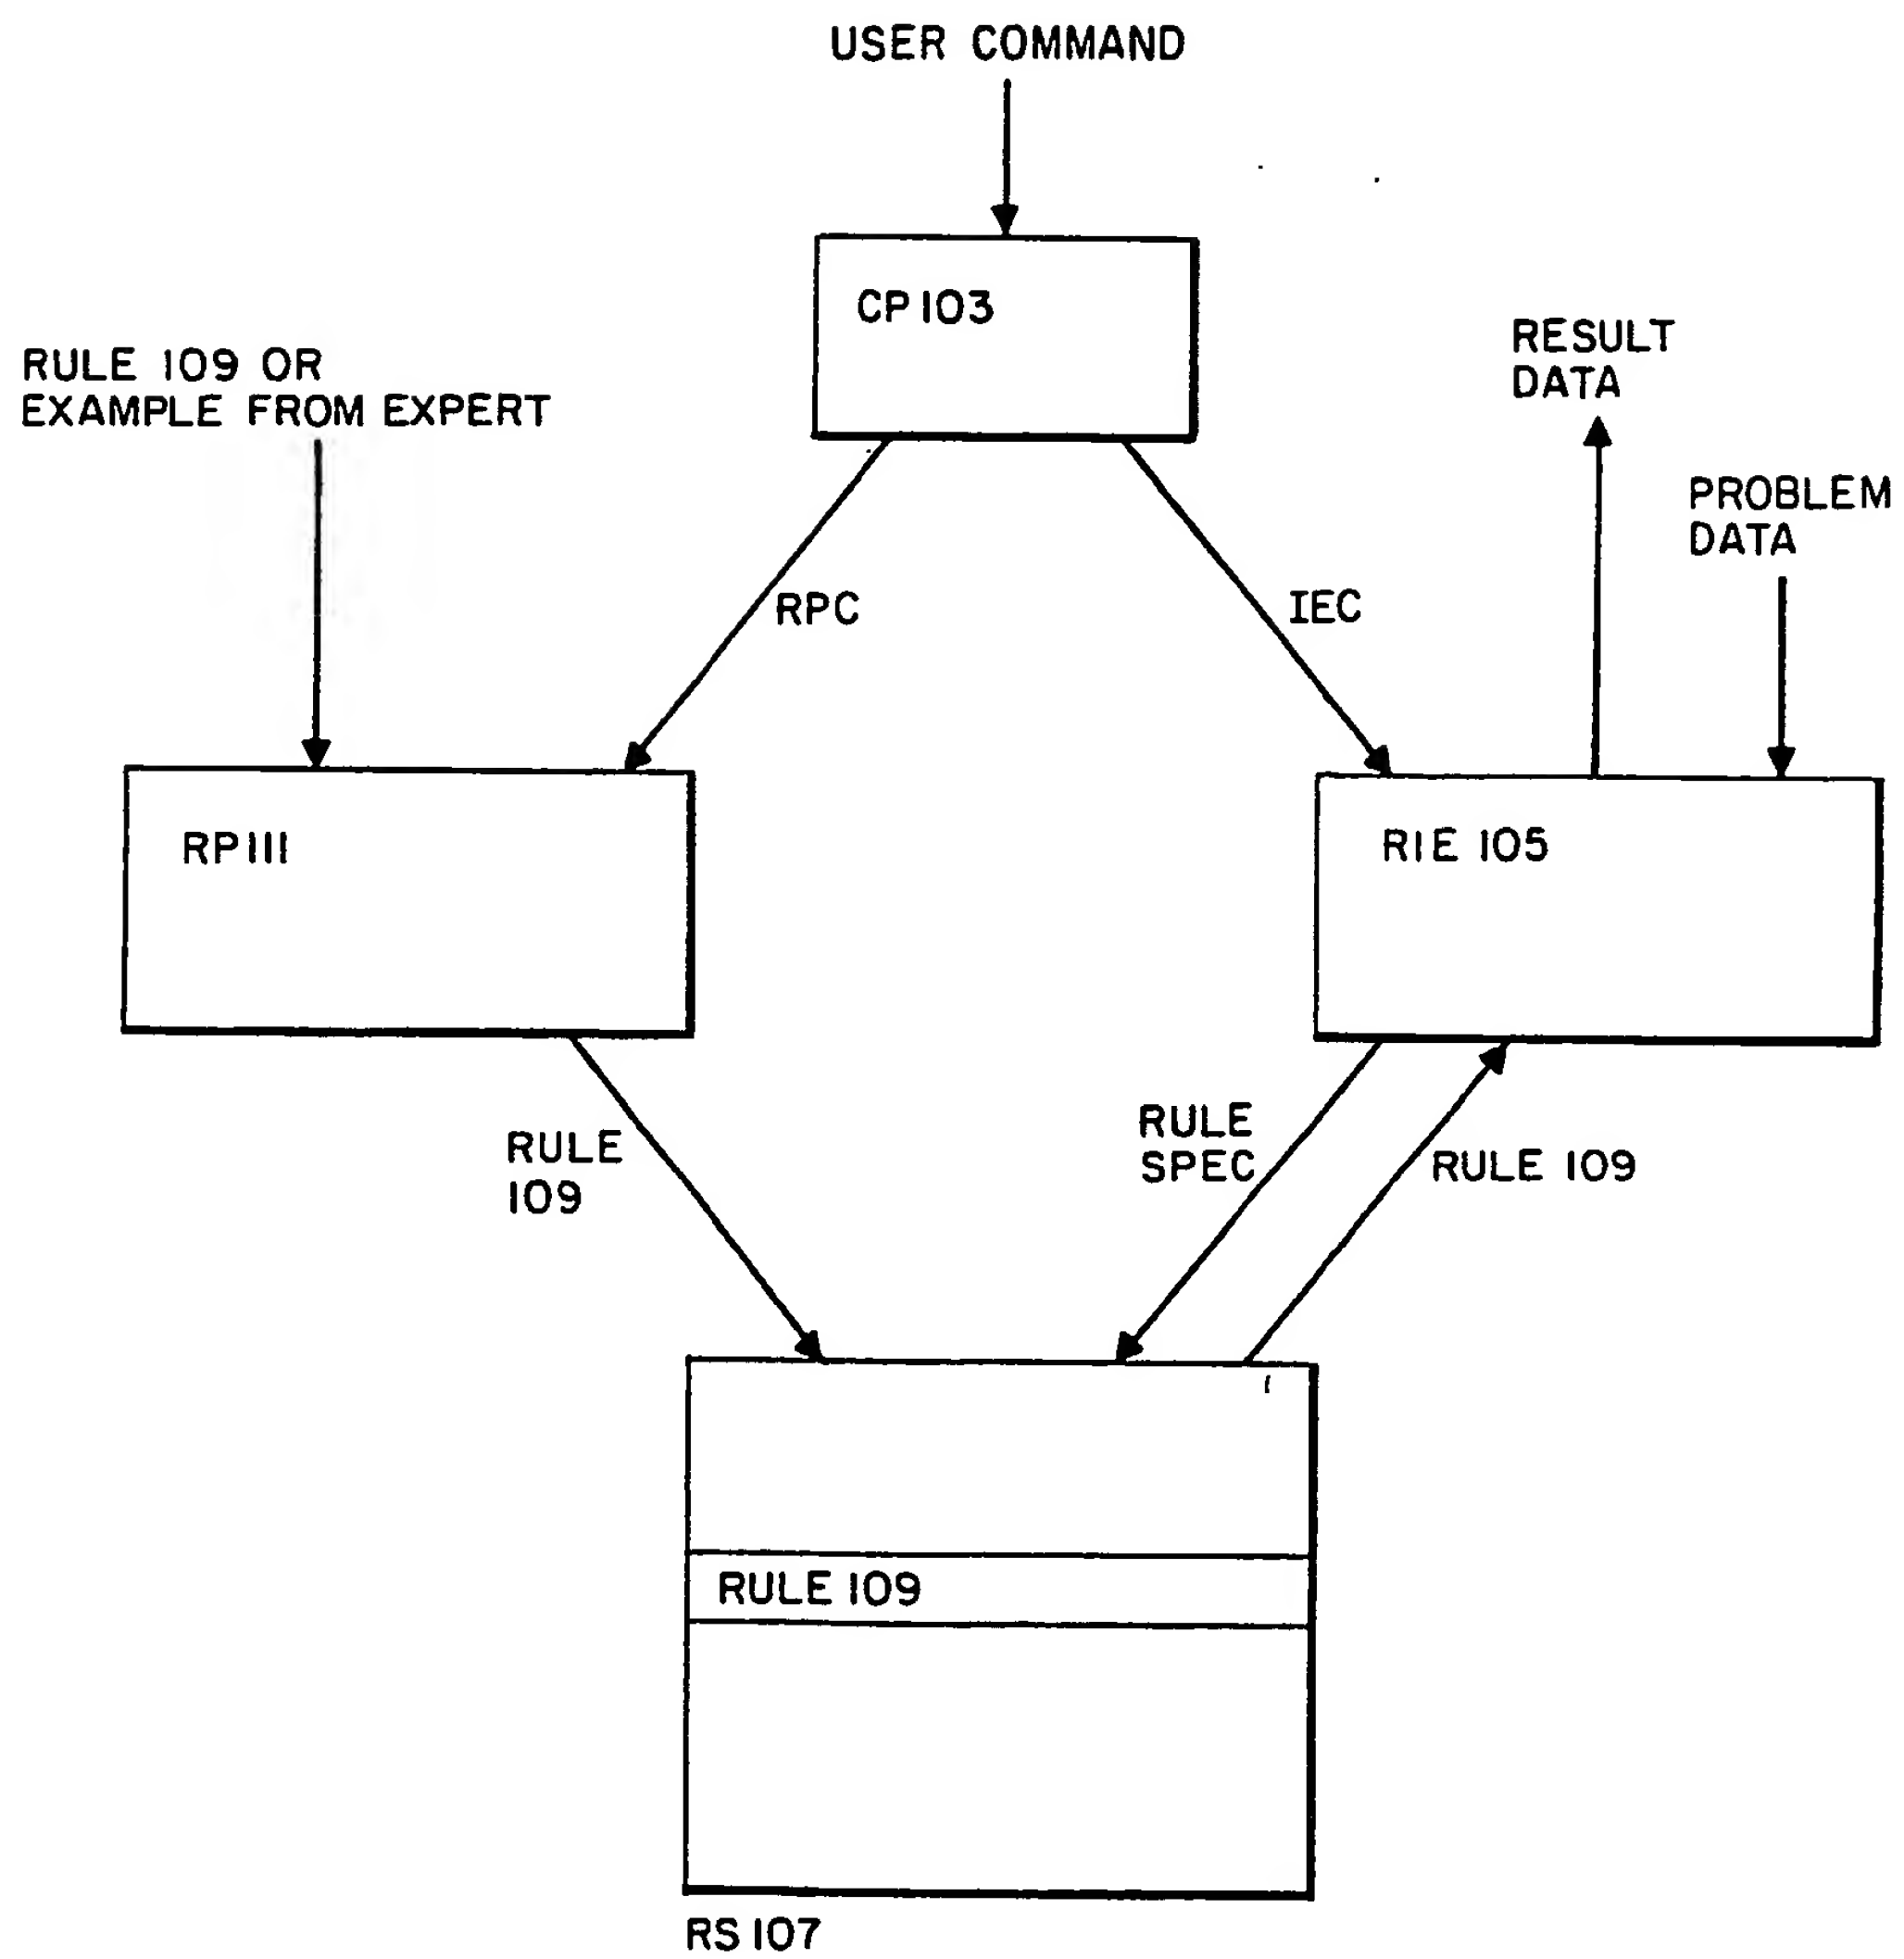 USER COMMAND
CP 103
RULE 109 OR
EXAMPLE FROM EXPERT
RESULT
DATA
PROBLEM
DATA
RPC
IEC
RP 111
RIE 105
RULE
109
RULE
SPEC
RULE 109
RULE 109
RS 107